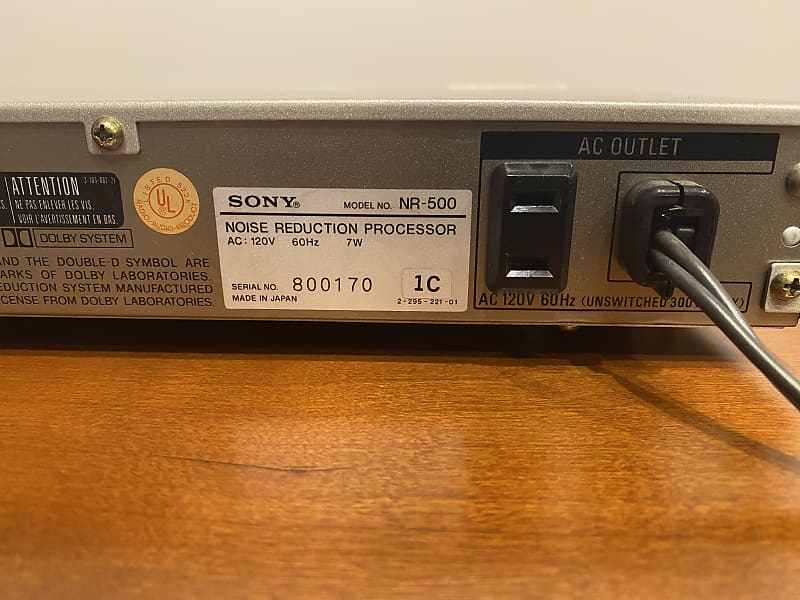 ATTENTION
S.
NE PAS ENLEVER LES VIS.
VOIR L'AVERTISSEMENT EN BAS.
LISTED 522
UL
AUDIO PRODUCT
DOLBY SYSTEM
AND THE DOUBLE-D SYMBOL ARE
ARKS OF DOLBY LABORATORIES.
EDUCTION SYSTEM MANUFACTURED
ICENSE FROM DOLBY LABORATORIES.
SONY®
MODEL NO. NR-500
NOISE REDUCTION PROCESSOR
AC: 120V 60Hz 7W
SERIAL NO. 800170
1C
MADE IN JAPAN
2-295-221-01
AC OUTLET
AC 120V 60Hz (UNSWITCHED 300